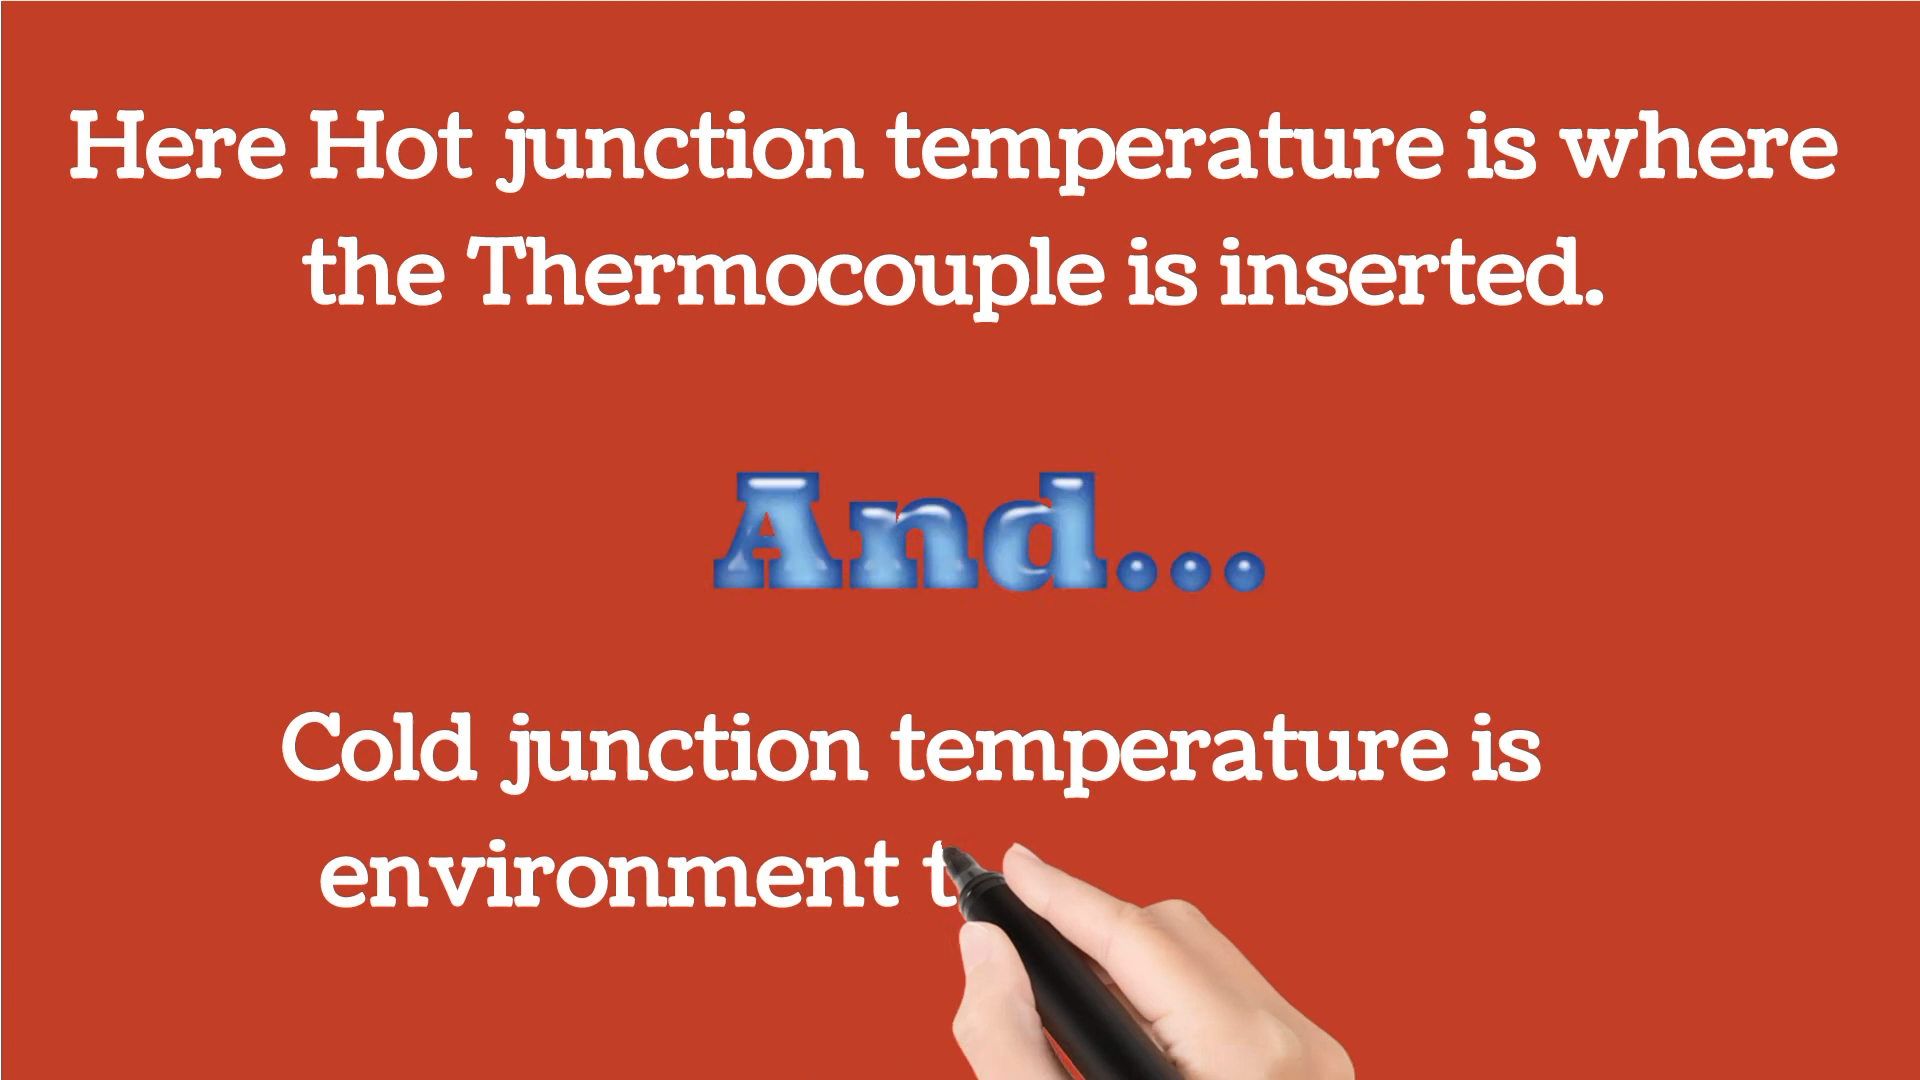 Here Hot junction temperature is where
the Thermocouple is inserted.
And...
Cold junction temperature is
environment t